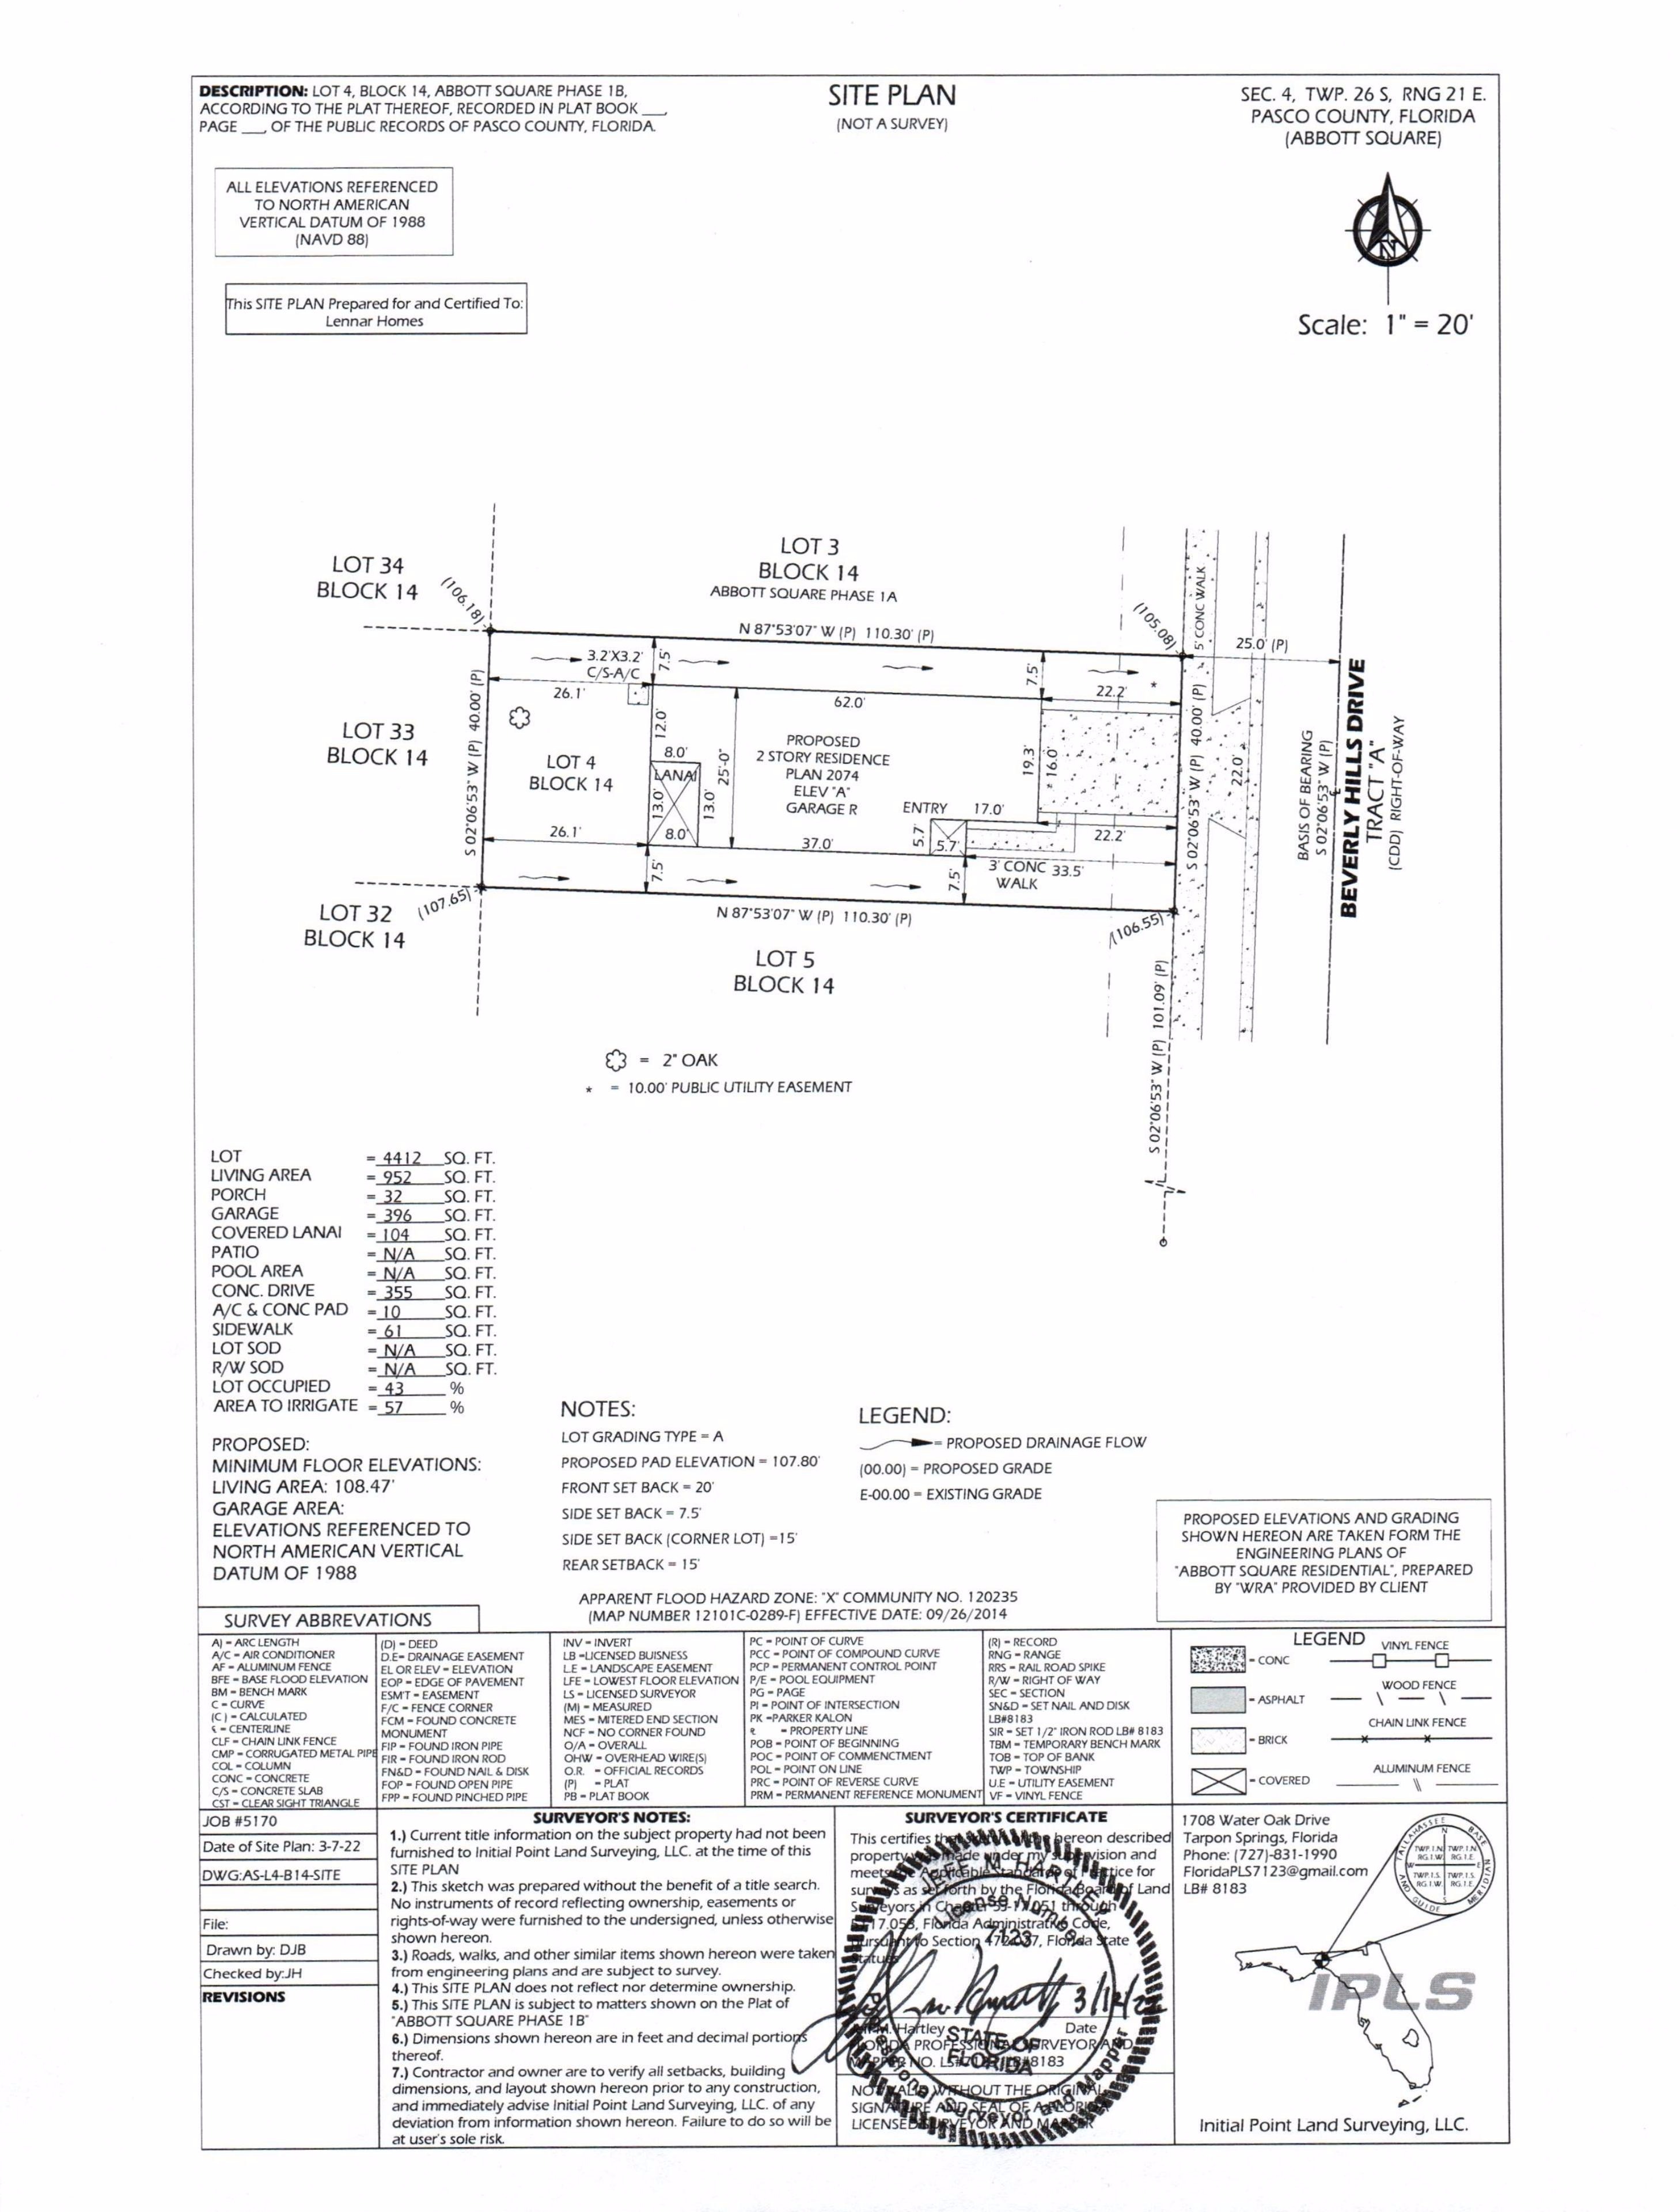 DESCRIPTION: LOT 4, BLOCK 14, ABBOTT SQUARE PHASE 1B,
ACCORDING TO THE PLAT THEREOF, RECORDED IN PLAT BOOK ___,
PAGE ___, OF THE PUBLIC RECORDS OF PASCO COUNTY, FLORIDA.
SITE PLAN
(NOT A SURVEY)
SEC. 4, TWP. 26 S, RNG 21 E.
PASCO COUNTY, FLORIDA
(ABBOTT SQUARE)
ALL ELEVATIONS REFERENCED
TO NORTH AMERICAN
VERTICAL DATUM OF 1988
(NAVD 88)
This SITE PLAN Prepared for and Certified To:
Lennar Homes
N
Scale: 1" = 20'
LOT 34
BLOCK 14
(106.18)
LOT 3
BLOCK 14
ABBOTT SQUARE PHASE 1A
(105.08)
5' CONC WALK
N 87°53'07" W (P) 110.30' (P)
25.0' (P)
3.2'X3.2'
C/S-A/C
7.5'
7.5'
26.1'
62.0'
22.2'
*
S 02°06'53" W (P) 40.00' (P)
LOT 33
BLOCK 14
LOT 4
BLOCK 14
12.0'
8.0'
LANAI
13.0'
13.0'
8.0'
25'-0"
PROPOSED
2 STORY RESIDENCE
PLAN 2074
ELEV "A"
GARAGE R
19.3'
16.0'
ENTRY
17.0'
5.7'
5.7'
22.2'
S 02°06'53" W (P) 40.00' (P)
22.0'
BASIS OF BEARING
S 02°06'53" W (P)
BEVERLY HILLS DRIVE
TRACT "A"
(CDD) RIGHT-OF-WAY
26.1'
37.0'
7.5'
7.5'
3' CONC
WALK
33.5'
LOT 32
BLOCK 14
(107.65)
N 87°53'07" W (P) 110.30' (P)
(106.55)
LOT 5
BLOCK 14
S 02°06'53" W (P) 101.09' (P)
= 2" OAK
* = 10.00' PUBLIC UTILITY EASEMENT
LOT = 4412 SQ. FT.
LIVING AREA = 952 SQ. FT.
PORCH = 32 SQ. FT.
GARAGE = 396 SQ. FT.
COVERED LANAI = 104 SQ. FT.
PATIO = N/A SQ. FT.
POOL AREA = N/A SQ. FT.
CONC. DRIVE = 355 SQ. FT.
A/C & CONC PAD = 10 SQ. FT.
SIDEWALK = 61 SQ. FT.
LOT SOD = N/A SQ. FT.
R/W SOD = N/A SQ. FT.
LOT OCCUPIED = 43 %
AREA TO IRRIGATE = 57 %
PROPOSED:
MINIMUM FLOOR ELEVATIONS:
LIVING AREA: 108.47'
GARAGE AREA:
ELEVATIONS REFERENCED TO
NORTH AMERICAN VERTICAL
DATUM OF 1988
NOTES:
LOT GRADING TYPE = A
PROPOSED PAD ELEVATION = 107.80'
FRONT SET BACK = 20'
SIDE SET BACK = 7.5'
SIDE SET BACK (CORNER LOT) =15'
REAR SETBACK = 15'
LEGEND:
= PROPOSED DRAINAGE FLOW
(00.00) = PROPOSED GRADE
E-00.00 = EXISTING GRADE
PROPOSED ELEVATIONS AND GRADING
SHOWN HEREON ARE TAKEN FORM THE
ENGINEERING PLANS OF
"ABBOTT SQUARE RESIDENTIAL", PREPARED
BY "WRA" PROVIDED BY CLIENT
APPARENT FLOOD HAZARD ZONE: "X" COMMUNITY NO. 120235
(MAP NUMBER 12101C-0289-F) EFFECTIVE DATE: 09/26/2014
SURVEY ABBREVATIONS
A) = ARC LENGTH
A/C = AIR CONDITIONER
AF = ALUMINUM FENCE
BFE = BASE FLOOD ELEVATION
BM = BENCH MARK
C = CURVE
(C) = CALCULATED
℄ = CENTERLINE
CLF = CHAIN LINK FENCE
CMP = CORRUGATED METAL PIPE
COL = COLUMN
CONC = CONCRETE
C/S = CONCRETE SLAB
CST = CLEAR SIGHT TRIANGLE
(D) = DEED
D.E= DRAINAGE EASEMENT
EL OR ELEV = ELEVATION
EOP = EDGE OF PAVEMENT
ESM'T = EASEMENT
F/C = FENCE CORNER
FCM = FOUND CONCRETE
MONUMENT
FIP = FOUND IRON PIPE
FIR = FOUND IRON ROD
FN&D = FOUND NAIL & DISK
FOP = FOUND OPEN PIPE
FPP = FOUND PINCHED PIPE
INV = INVERT
LB =LICENSED BUISNESS
LE = LANDSCAPE EASEMENT
LFE = LOWEST FLOOR ELEVATION
LS = LICENSED SURVEYOR
(M) = MEASURED
MES = MITERED END SECTION
NCF = NO CORNER FOUND
O/A = OVERALL
OHW = OVERHEAD WIRE(S)
O.R. = OFFICIAL RECORDS
(P) = PLAT
PB = PLAT BOOK
PC = POINT OF CURVE
PCC = POINT OF COMPOUND CURVE
PCP = PERMANENT CONTROL POINT
P/E = POOL EQUIPMENT
PG = PAGE
PI = POINT OF INTERSECTION
PK =PARKER KALON
= PROPERTY LINE
POB = POINT OF BEGINNING
POC = POINT OF COMMENCTMENT
POL = POINT ON LINE
PRC = POINT OF REVERSE CURVE
PRM = PERMANENT REFERENCE MONUMENT
(R) = RECORD
RNG = RANGE
RRS = RAIL ROAD SPIKE
R/W = RIGHT OF WAY
SEC = SECTION
SN&D = SET NAIL AND DISK
LB#8183
SIR = SET 1/2" IRON ROD LB# 8183
TBM = TEMPORARY BENCH MARK
TOB = TOP OF BANK
TWP = TOWNSHIP
U.E = UTILITY EASEMENT
VF = VINYL FENCE
LEGEND
= CONC
= ASPHALT
= BRICK
= COVERED
VINYL FENCE
WOOD FENCE
CHAIN LINK FENCE
ALUMINUM FENCE
JOB #5170
Date of Site Plan: 3-7-22
DWG:AS-L4-B14-SITE
File:
Drawn by: DJB
Checked by:JH
REVISIONS
SURVEYOR'S NOTES:
1.) Current title information on the subject property had not been
furnished to Initial Point Land Surveying, LLC. at the time of this
SITE PLAN
2.) This sketch was prepared without the benefit of a title search.
No instruments of record reflecting ownership, easements or
rights-of-way were furnished to the undersigned, unless otherwise
shown hereon.
3.) Roads, walks, and other similar items shown hereon were taken
from engineering plans and are subject to survey.
4.) This SITE PLAN does not reflect nor determine ownership.
5.) This SITE PLAN is subject to matters shown on the Plat of
"ABBOTT SQUARE PHASE 1B"
6.) Dimensions shown hereon are in feet and decimal portions
thereof.
7.) Contractor and owner are to verify all setbacks, building
dimensions, and layout shown hereon prior to any construction,
and immediately advise Initial Point Land Surveying, LLC. of any
deviation from information shown hereon. Failure to do so will be
at user's sole risk.
SURVEYOR'S CERTIFICATE
This certifies that sketch of the hereon described
property was made under my supervision and
meets the Applicable Standards of Practice for
surveys as set forth by the Florida Board of Land
Surveyors in Chapter 5J-17.051 through
17.053, Florida Administrative Code,
pursuant to Section 472.027, Florida State
Statutes
JEFF M. HARTLEY
License Number
7123
STATE OF
FLORIDA
Professional Surveyor and Mapper
Hartley
Date
FLORIDA PROFESSIONAL SURVEYOR AND
MAPPER NO. LB#8183
NOT VALID WITHOUT THE ORIGINAL
SIGNATURE AND SEAL OF A FLORIDA
LICENSED SURVEYOR AND MAPPER
1708 Water Oak Drive
Tarpon Springs, Florida
Phone: (727)-831-1990
FloridaPLS7123@gmail.com
LB# 8183
TALLAHASSEE BASE
AND GUIDE MERIDIAN
N
W
E
S
TWP.1.N. TWP.1.N.
RG.1.W. RG.1.E.
TWP.1.S. TWP.1.S.
RG.1.W. RG.1.E.
IPLS
Initial Point Land Surveying, LLC.